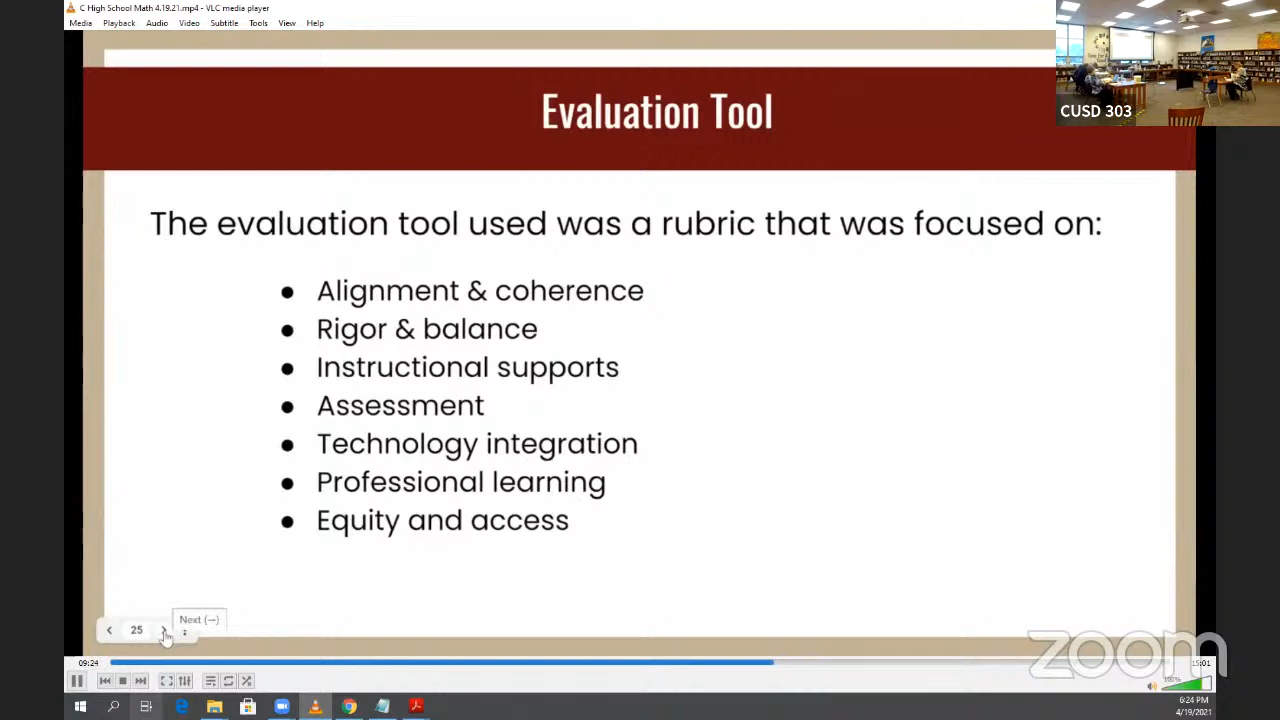 C High School Math 4.19.21.mp4 - VLC media player
Media Playback Audio Video Subtitle Tools View Help
CUSD 303
Evaluation Tool
The evaluation tool used was a rubric that was focused on:
● Alignment & coherence
● Rigor & balance
● Instructional supports
● Assessment
● Technology integration
● Professional learning
● Equity and access
Next (→)
25
zoom
09:24
15:01
100%
6:24 PM
4/19/2021